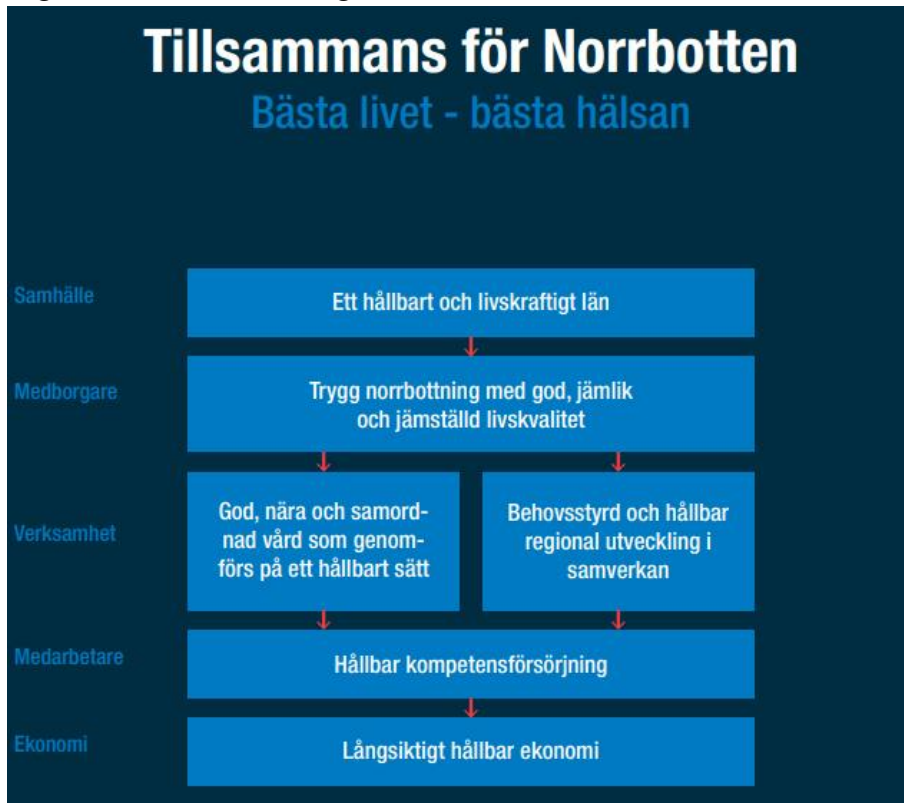 Tillsammans för Norrbotten
Bästa livet - bästa hälsan
Samhälle
Ett hållbart och livskraftigt län
Medborgare
Trygg norrbottning med god, jämlik
och jämställd livskvalitet
Verksamhet
God, nära och samord-
nad vård som genom-
förs på ett hållbart sätt
Behovsstyrd och hållbar
regional utveckling i
samverkan
Medarbetare
Hållbar kompetensförsörjning
Ekonomi
Långsiktigt hållbar ekonomi